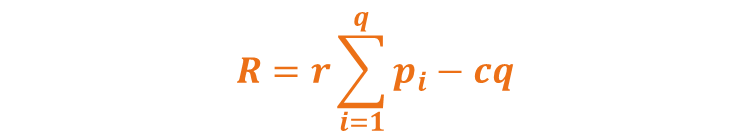 R = r ∑_{i=1}^{q} p_i − cq